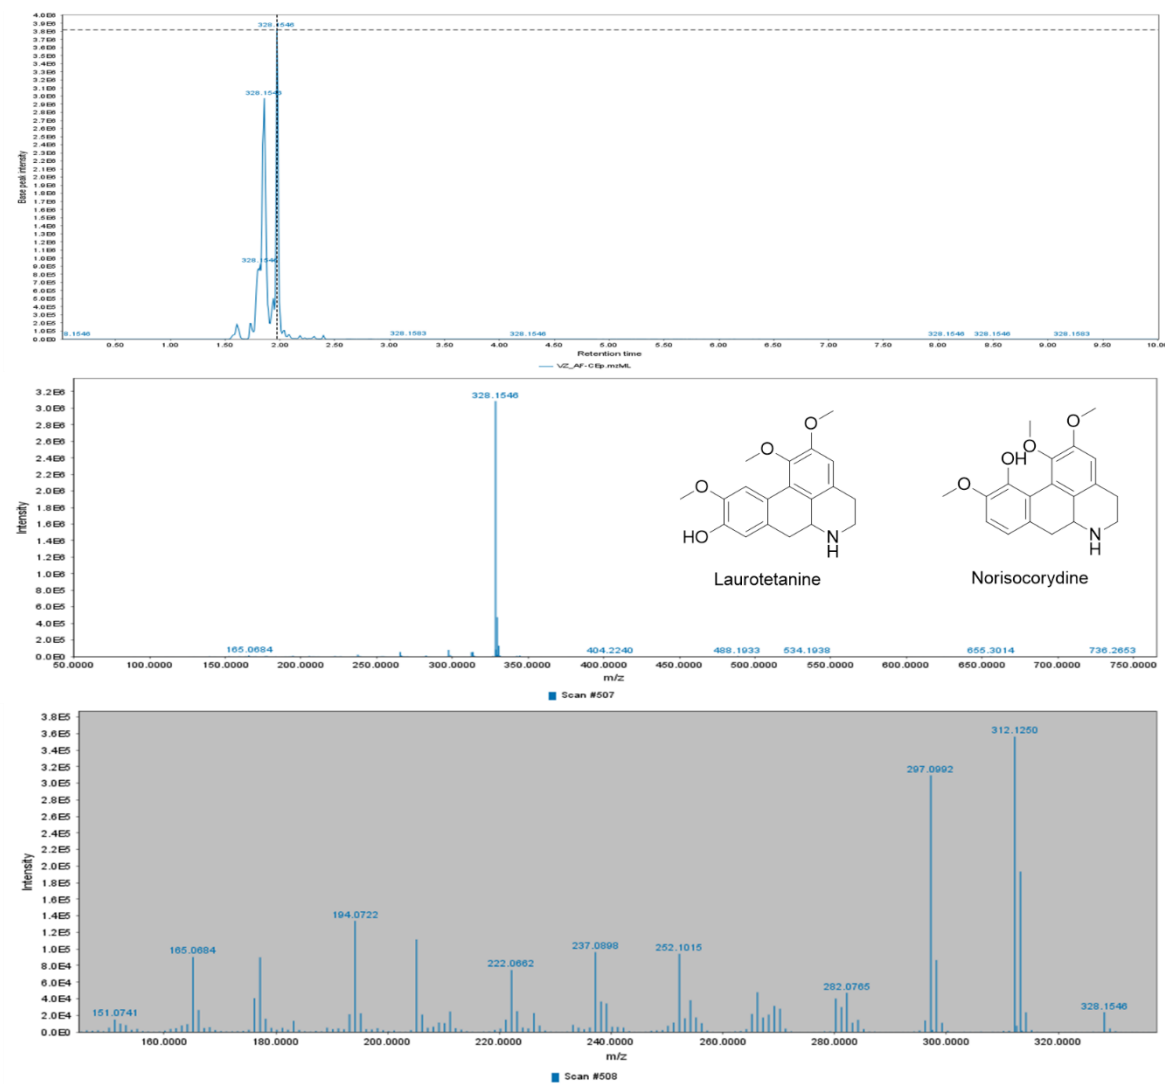 4.0E6
3.9E6
3.8E6
3.7E6
3.6E6
3.5E6
3.4E6
3.3E6
3.2E6
3.1E6
3.0E6
2.9E6
2.8E6
2.7E6
2.6E6
2.5E6
2.4E6
2.3E6
2.2E6
2.1E6
2.0E6
1.9E6
1.8E6
1.7E6
1.6E6
1.5E6
1.4E6
1.3E6
1.2E6
1.1E6
1.0E6
9.0E5
8.0E5
7.0E5
6.0E5
5.0E5
4.0E5
3.0E5
2.0E5
1.0E5
0.0E0
Base peak intensity
328.1546
328.1546
328.1546
8.1546
328.1583
328.1546
328.1546
328.1546
328.1583
0.50 1.00 1.50 2.00 2.50 3.00 3.50 4.00 4.50 5.00 5.50 6.00 6.50 7.00 7.50 8.00 8.50 9.00 9.50 10.00
Retention time
VZ_AF-CEp.mzML
3.2E6
3.0E6
2.8E6
2.6E6
2.4E6
2.2E6
2.0E6
1.8E6
1.6E6
1.4E6
1.2E6
1.0E6
8.0E5
6.0E5
4.0E5
2.0E5
0.0E0
Intensity
328.1546
O
O
O
HO
N
H
Laurotetanine
O
O
OH
O
N
H
Norisocorydine
165.0684
404.2240
488.1933
534.1938
655.3014
736.2653
50.0000 100.0000 150.0000 200.0000 250.0000 300.0000 350.0000 400.0000 450.0000 500.0000 550.0000 600.0000 650.0000 700.0000 750.0000
m/z
Scan #507
3.8E5
3.6E5
3.4E5
3.2E5
3.0E5
2.8E5
2.6E5
2.4E5
2.2E5
2.0E5
1.8E5
1.6E5
1.4E5
1.2E5
1.0E5
8.0E4
6.0E4
4.0E4
2.0E4
0.0E0
Intensity
312.1250
297.0992
194.0722
165.0684
237.0898
252.1015
222.0662
282.0765
151.0741
328.1546
160.0000 180.0000 200.0000 220.0000 240.0000 260.0000 280.0000 300.0000 320.0000
m/z
Scan #508